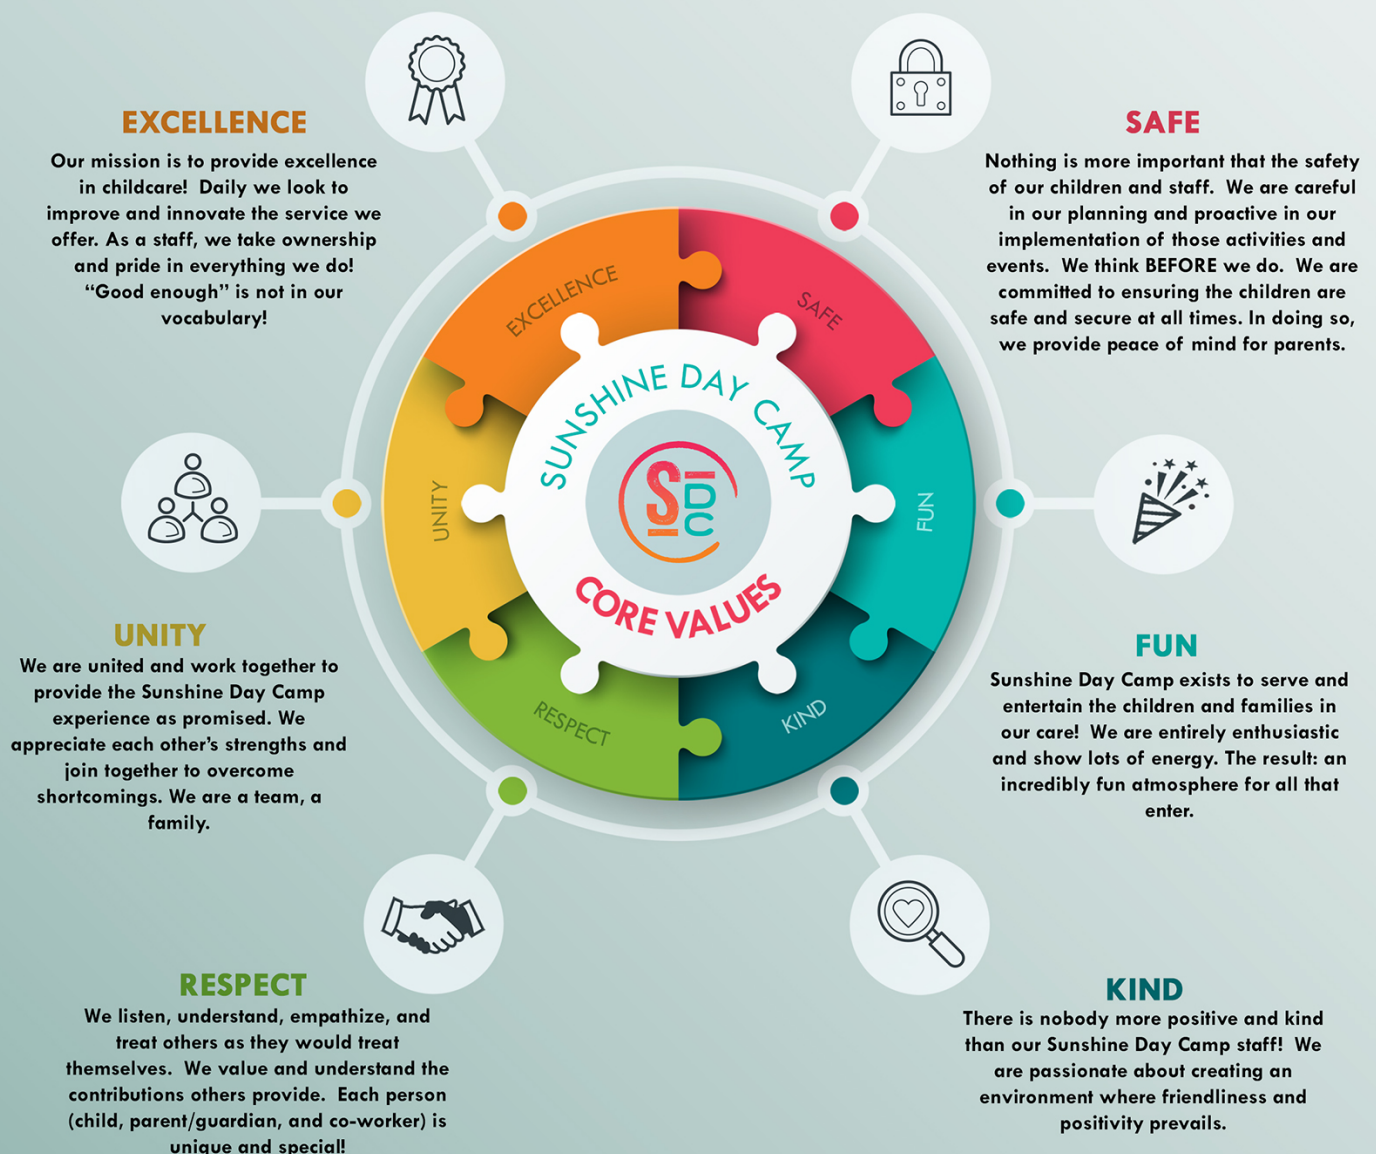 EXCELLENCE
Our mission is to provide excellence
in childcare!  Daily we look to
improve and innovate the service we
offer. As a staff, we take ownership
and pride in everything we do!
“Good enough” is not in our
vocabulary!
SAFE
Nothing is more important that the safety
of our children and staff.  We are careful
in our planning and proactive in our
implementation of those activities and
events.  We think BEFORE we do.  We are
committed to ensuring the children are
safe and secure at all times. In doing so,
we provide peace of mind for parents.
EXCELLENCE
SAFE
UNITY
FUN
RESPECT
KIND
SUNSHINE DAY CAMP
SDC
CORE VALUES
UNITY
We are united and work together to
provide the Sunshine Day Camp
experience as promised. We
appreciate each other’s strengths and
join together to overcome
shortcomings. We are a team, a
family.
FUN
Sunshine Day Camp exists to serve and
entertain the children and families in
our care!  We are entirely enthusiastic
and show lots of energy. The result: an
incredibly fun atmosphere for all that
enter.
RESPECT
We listen, understand, empathize, and
treat others as they would treat
themselves.  We value and understand the
contributions others provide.  Each person
(child, parent/guardian, and co-worker) is
unique and special!
KIND
There is nobody more positive and kind
than our Sunshine Day Camp staff!  We
are passionate about creating an
environment where friendliness and
positivity prevails.